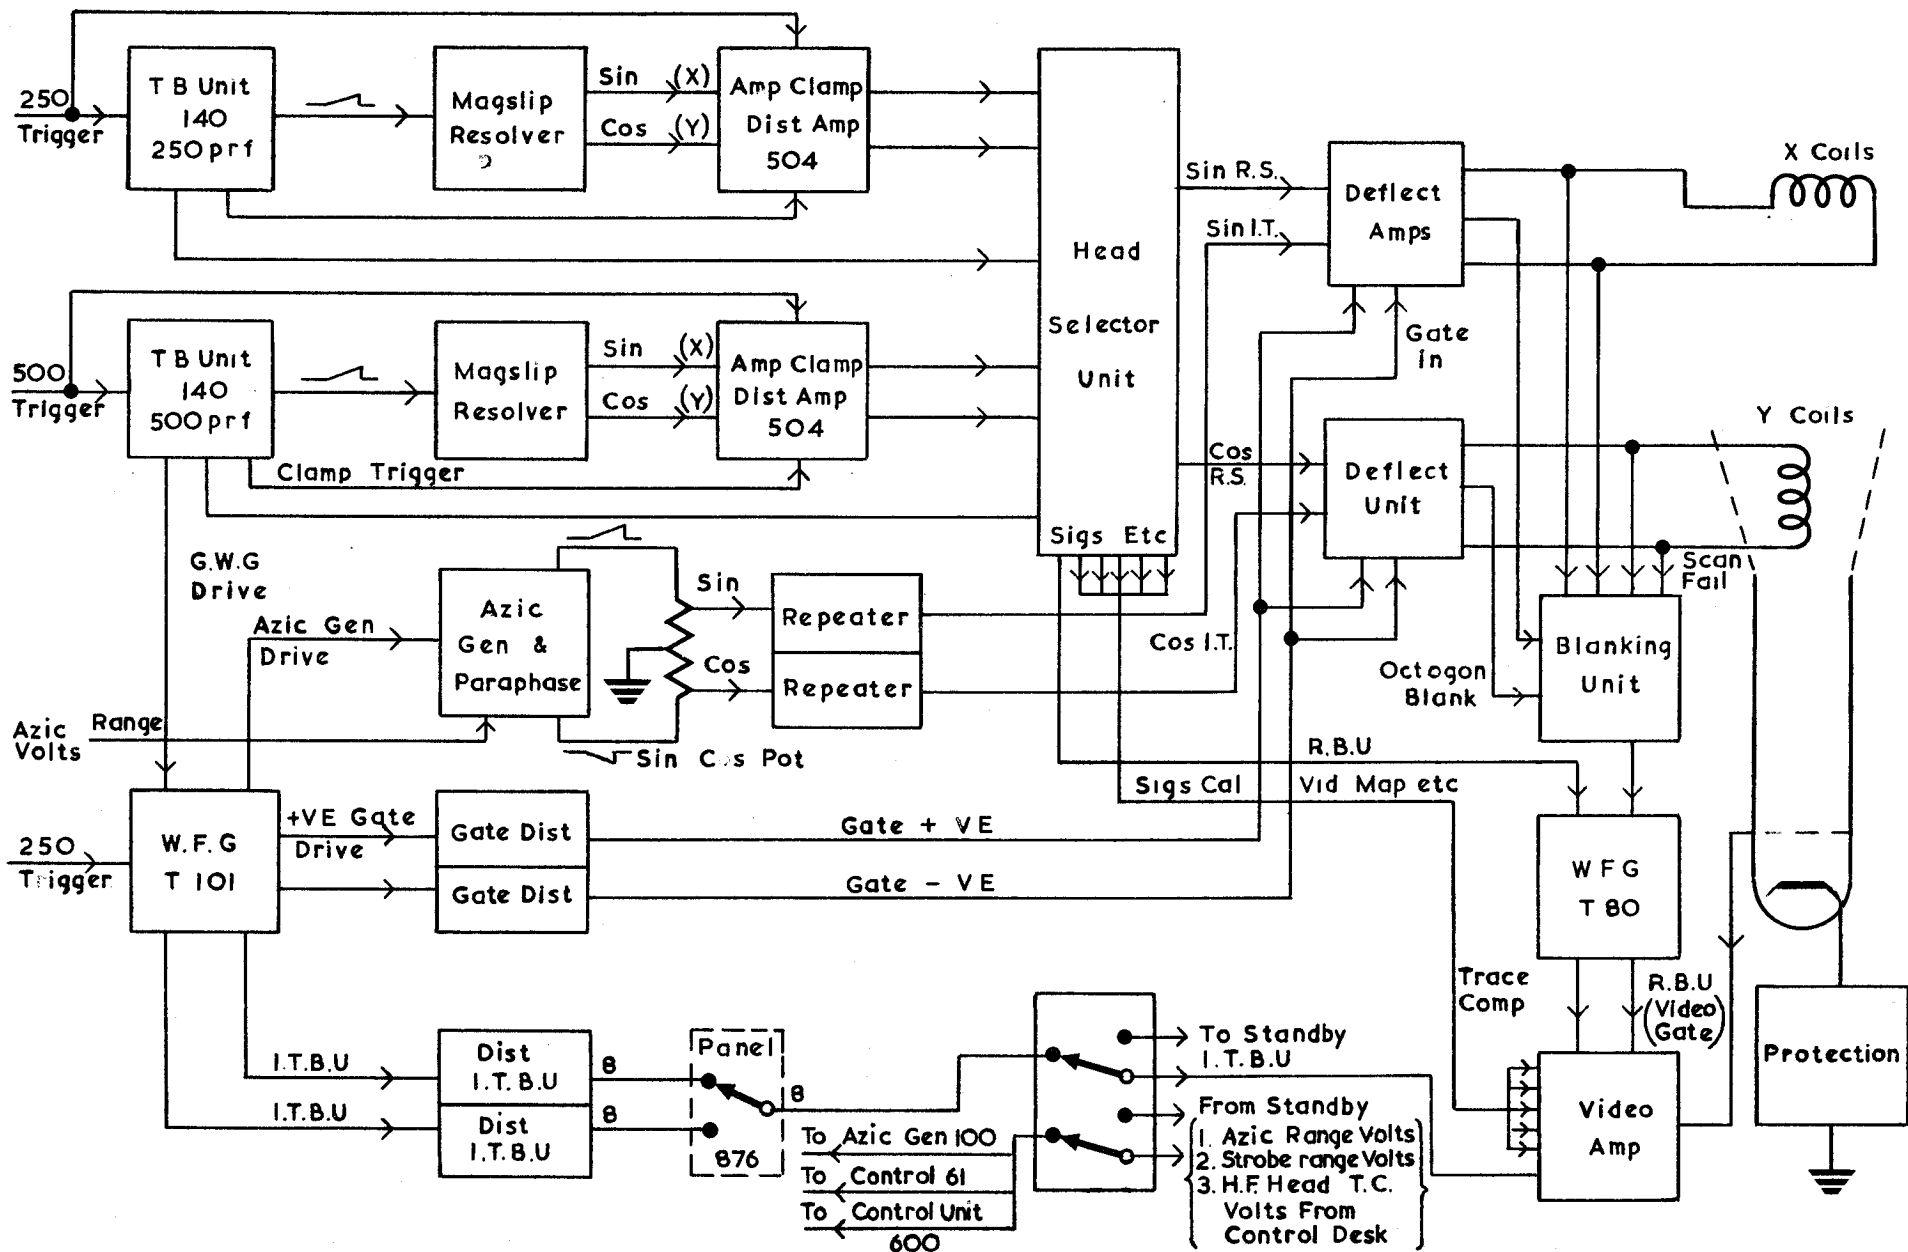 250
Trigger
T B Unit
140
250 prf
Magslip
Resolver
Sin (X)
Cos (Y)
Amp Clamp
Dist Amp
504
500
Trigger
T B Unit
140
500 prf
Magslip
Resolver
Sin (X)
Cos (Y)
Amp Clamp
Dist Amp
504
Clamp Trigger
Head
Selector
Unit
Sigs Etc
Sin R.S.
Sin I.T.
Deflect
Amps
X Coils
Gate
in
Cos
R.S.
Deflect
Unit
Y Coils
Scan
Fail
G.W.G
Drive
Azic Gen
Drive
Azic
Gen &
Paraphase
Sin
Cos
Repeater
Repeater
Cos I.T.
Octogon
Blank
Blanking
Unit
Azic
Volts
Range
Sin Cos Pot
R.B.U
Sigs Cal Vid Map etc
250
Trigger
W.F.G
T 101
+VE Gate
Drive
Gate Dist
Gate Dist
Gate + VE
Gate - VE
W F G
T 80
Trace
Comp
R.B.U
(Video
Gate)
I.T.B.U
I.T.B.U
Dist
I.T.B.U
Dist
I.T.B.U
8
8
Panel
8
876
To Standby
I.T.B.U
From Standby
1. Azic Range Volts
2. Strobe range Volts
3. H.F. Head T.C.
Volts From
Control Desk
To Azic Gen 100
To Control 61
To Control Unit
600
Video
Amp
Protection